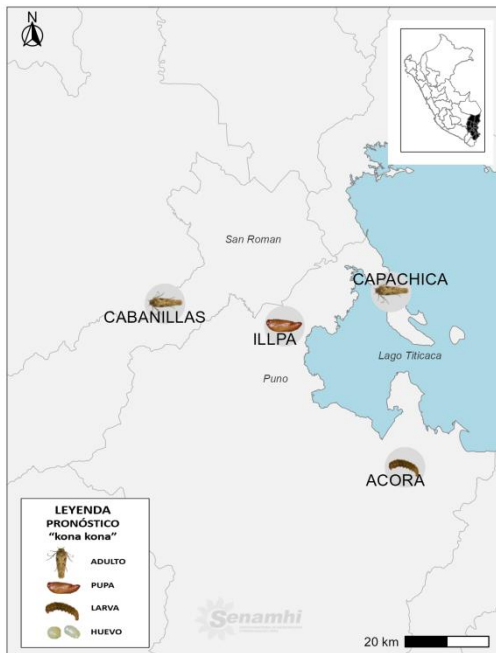 N
San Roman
CAPACHICA
CABANILLAS
ILLPA
Lago Titicaca
Puno
ACORA
LEYENDA
PRONÓSTICO
"kona kona"
ADULTO
PUPA
LARVA
HUEVO
Senamhi
20 km